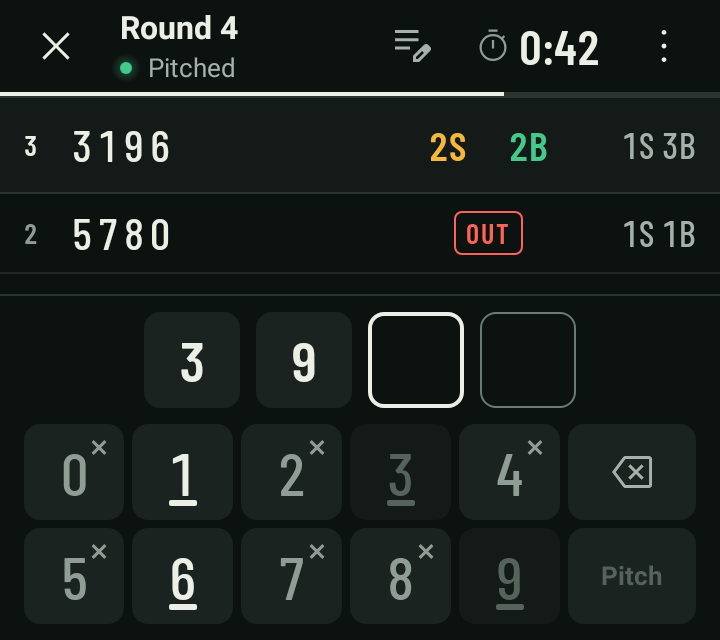 Round 4
Pitched
0:42
3 3196 2S 2B 1S 3B
2 5780 OUT 1S 1B
3 9
0 1 2 3 4
5 6 7 8 9 Pitch